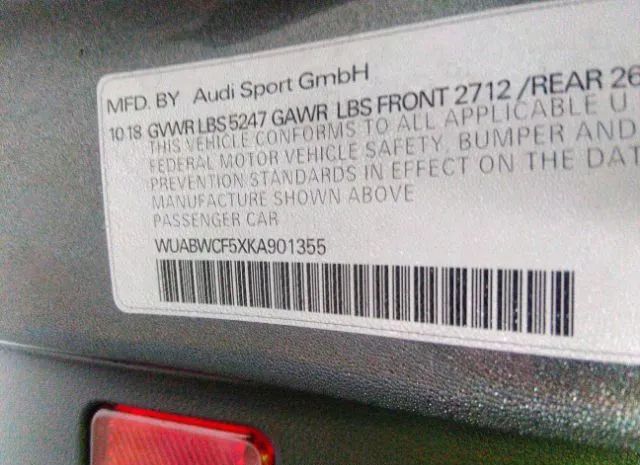 MFD. BY Audi Sport GmbH
10 18 GVWR LBS 5247 GAWR LBS FRONT 2712 /REAR 26
THIS VEHICLE CONFORMS TO ALL APPLICABLE U
FEDERAL MOTOR VEHICLE SAFETY, BUMPER AND
PREVENTION STANDARDS IN EFFECT ON THE DAT
MANUFACTURE SHOWN ABOVE
PASSENGER CAR
WUABWCF5XKA901355